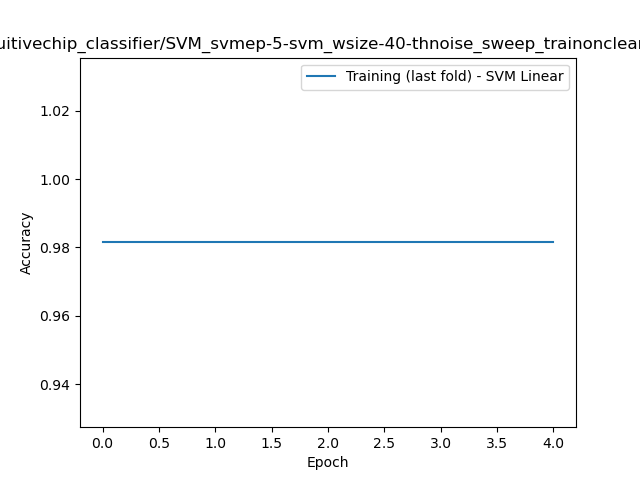 uitivechip_classifier/SVM_svmep-5-svm_wsize-40-thnoise_sweep_trainonclear
Training (last fold) - SVM Linear
1.02
1.00
0.98
0.96
0.94
Accuracy
0.0 0.5 1.0 1.5 2.0 2.5 3.0 3.5 4.0
Epoch